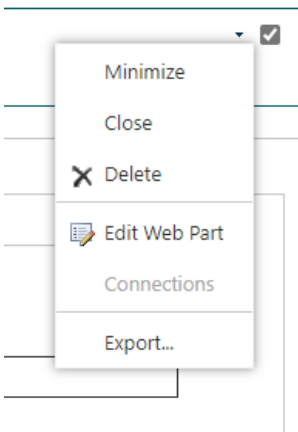 Minimize
Close
Delete
Edit Web Part
Connections
Export...